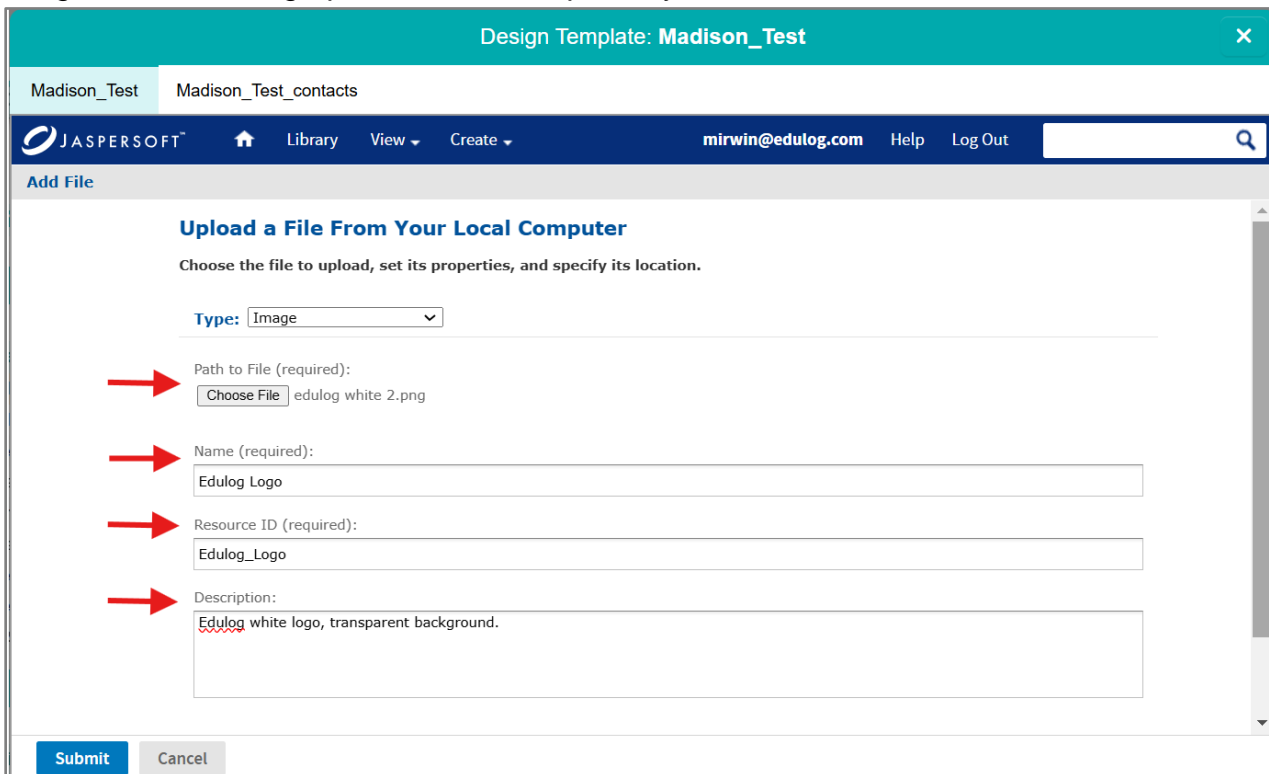 Design Template: Madison_Test ×
Madison_Test Madison_Test_contacts
JASPERSOFT™ Library View Create mirwin@edulog.com Help Log Out
Add File
Upload a File From Your Local Computer
Choose the file to upload, set its properties, and specify its location.
Type: Image
Path to File (required):
Choose File edulog white 2.png
Name (required):
Edulog Logo
Resource ID (required):
Edulog_Logo
Description:
Edulog white logo, transparent background.
Submit Cancel